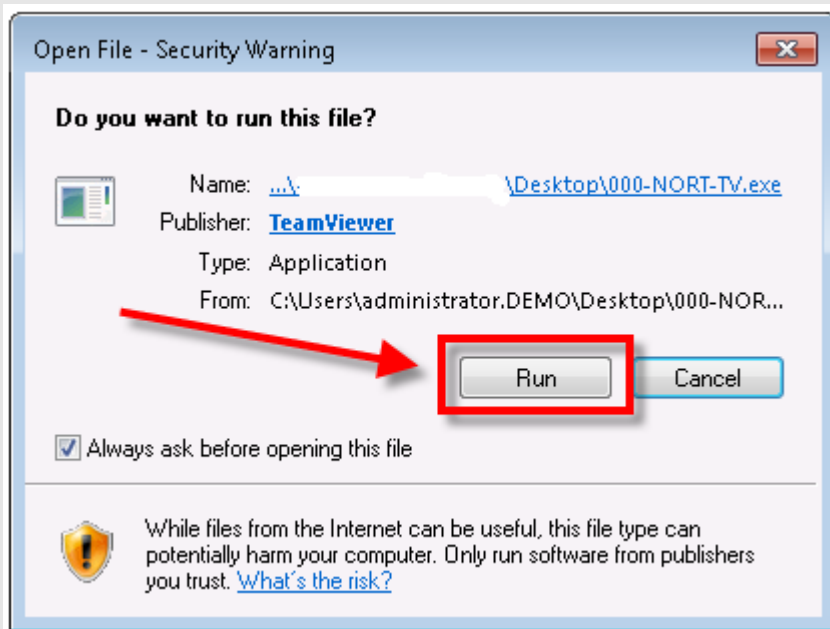 Open File - Security Warning
Do you want to run this file?
Name: ...\ \Desktop\000-NORT-TV.exe
Publisher: TeamViewer
Type: Application
From: C:\Users\administrator.DEMO\Desktop\000-NOR...
Run Cancel
Always ask before opening this file
While files from the Internet can be useful, this file type can
potentially harm your computer. Only run software from publishers
you trust. What's the risk?